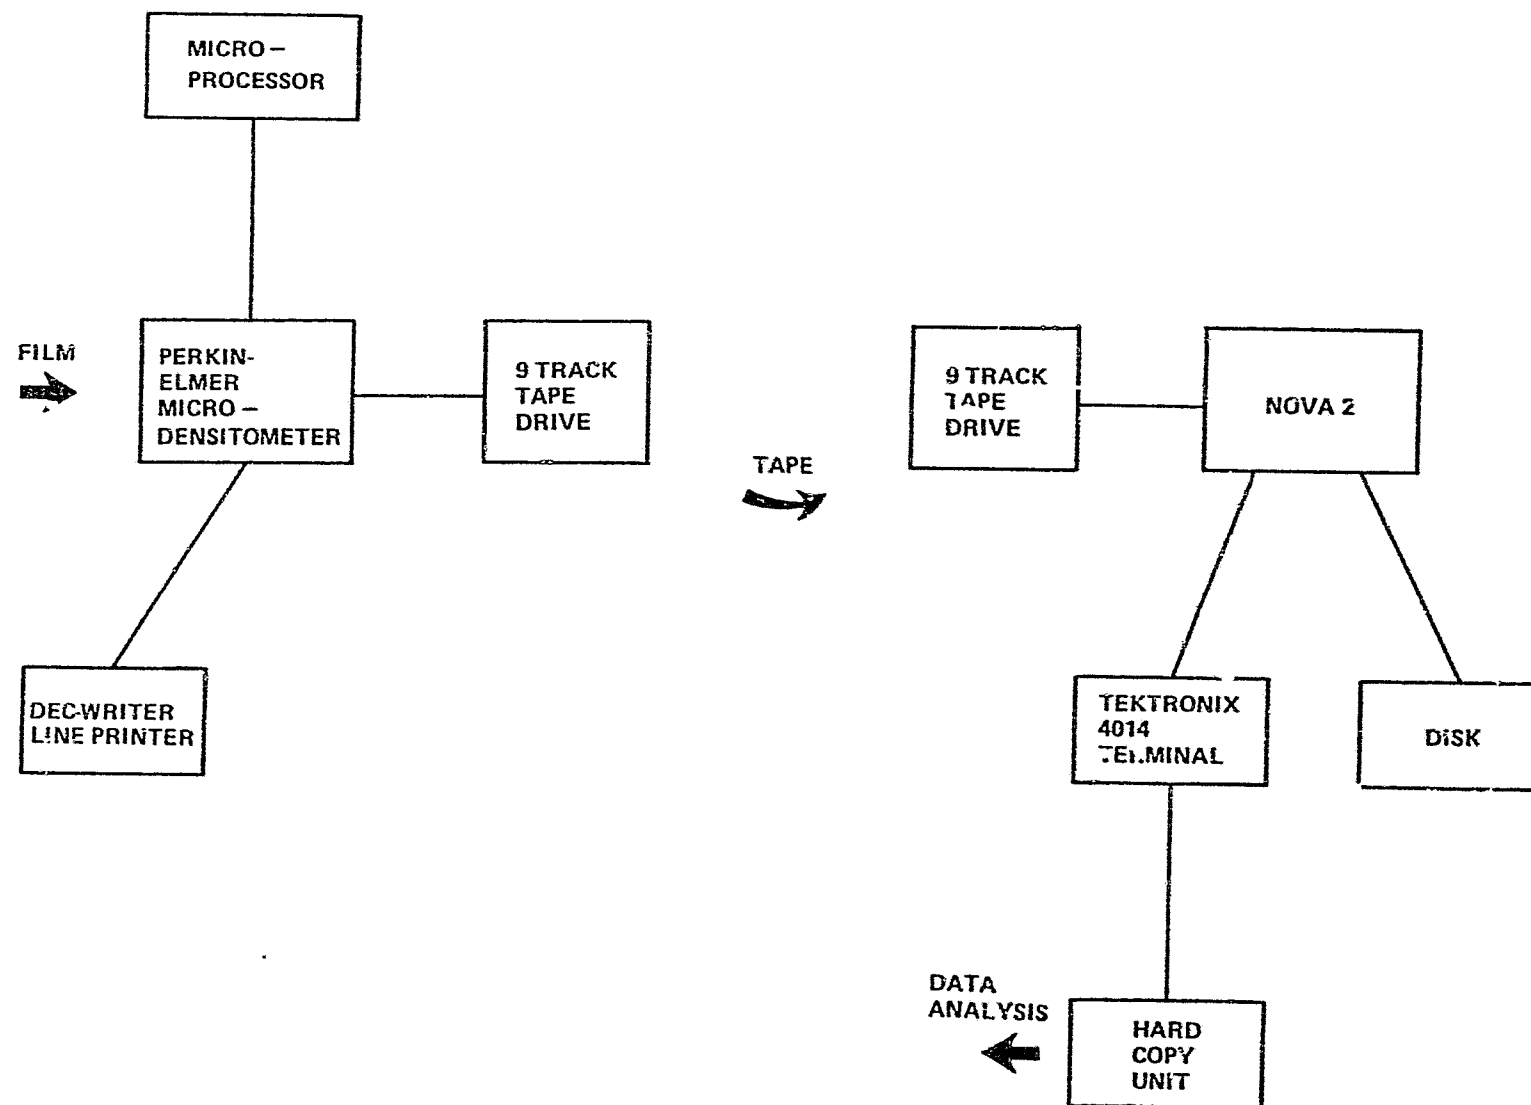 MICRO –
PROCESSOR
FILM
PERKIN-
ELMER
MICRO –
DENSITOMETER
9 TRACK
TAPE
DRIVE
TAPE
9 TRACK
TAPE
DRIVE
NOVA 2
DEC-WRITER
LINE PRINTER
TEKTRONIX
4014
TERMINAL
DISK
DATA
ANALYSIS
HARD
COPY
UNIT